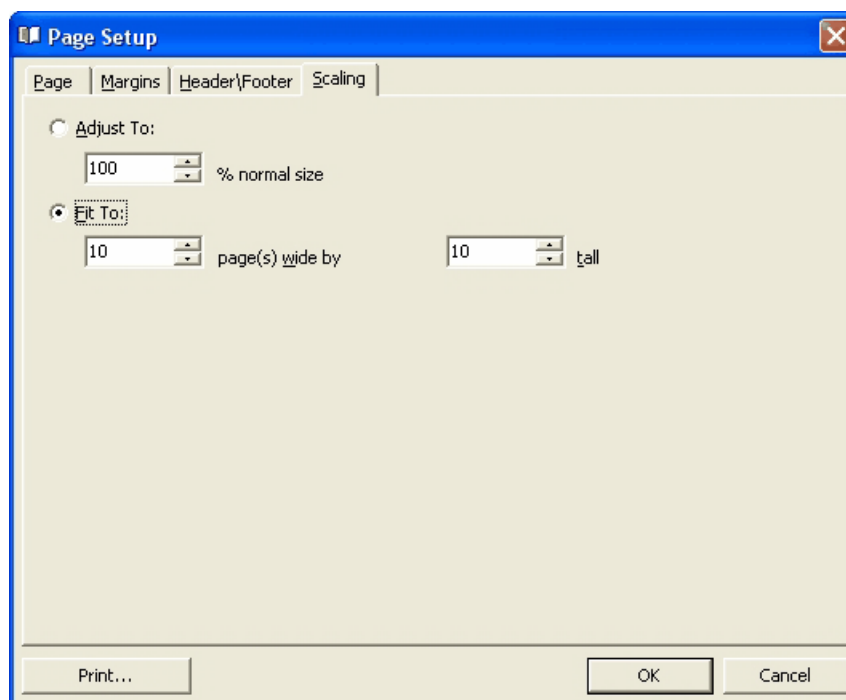 Page Setup
Page Margins Header\Footer Scaling
Adjust To:
100 % normal size
Fit To:
10 page(s) wide by 10 tall
Print... OK Cancel